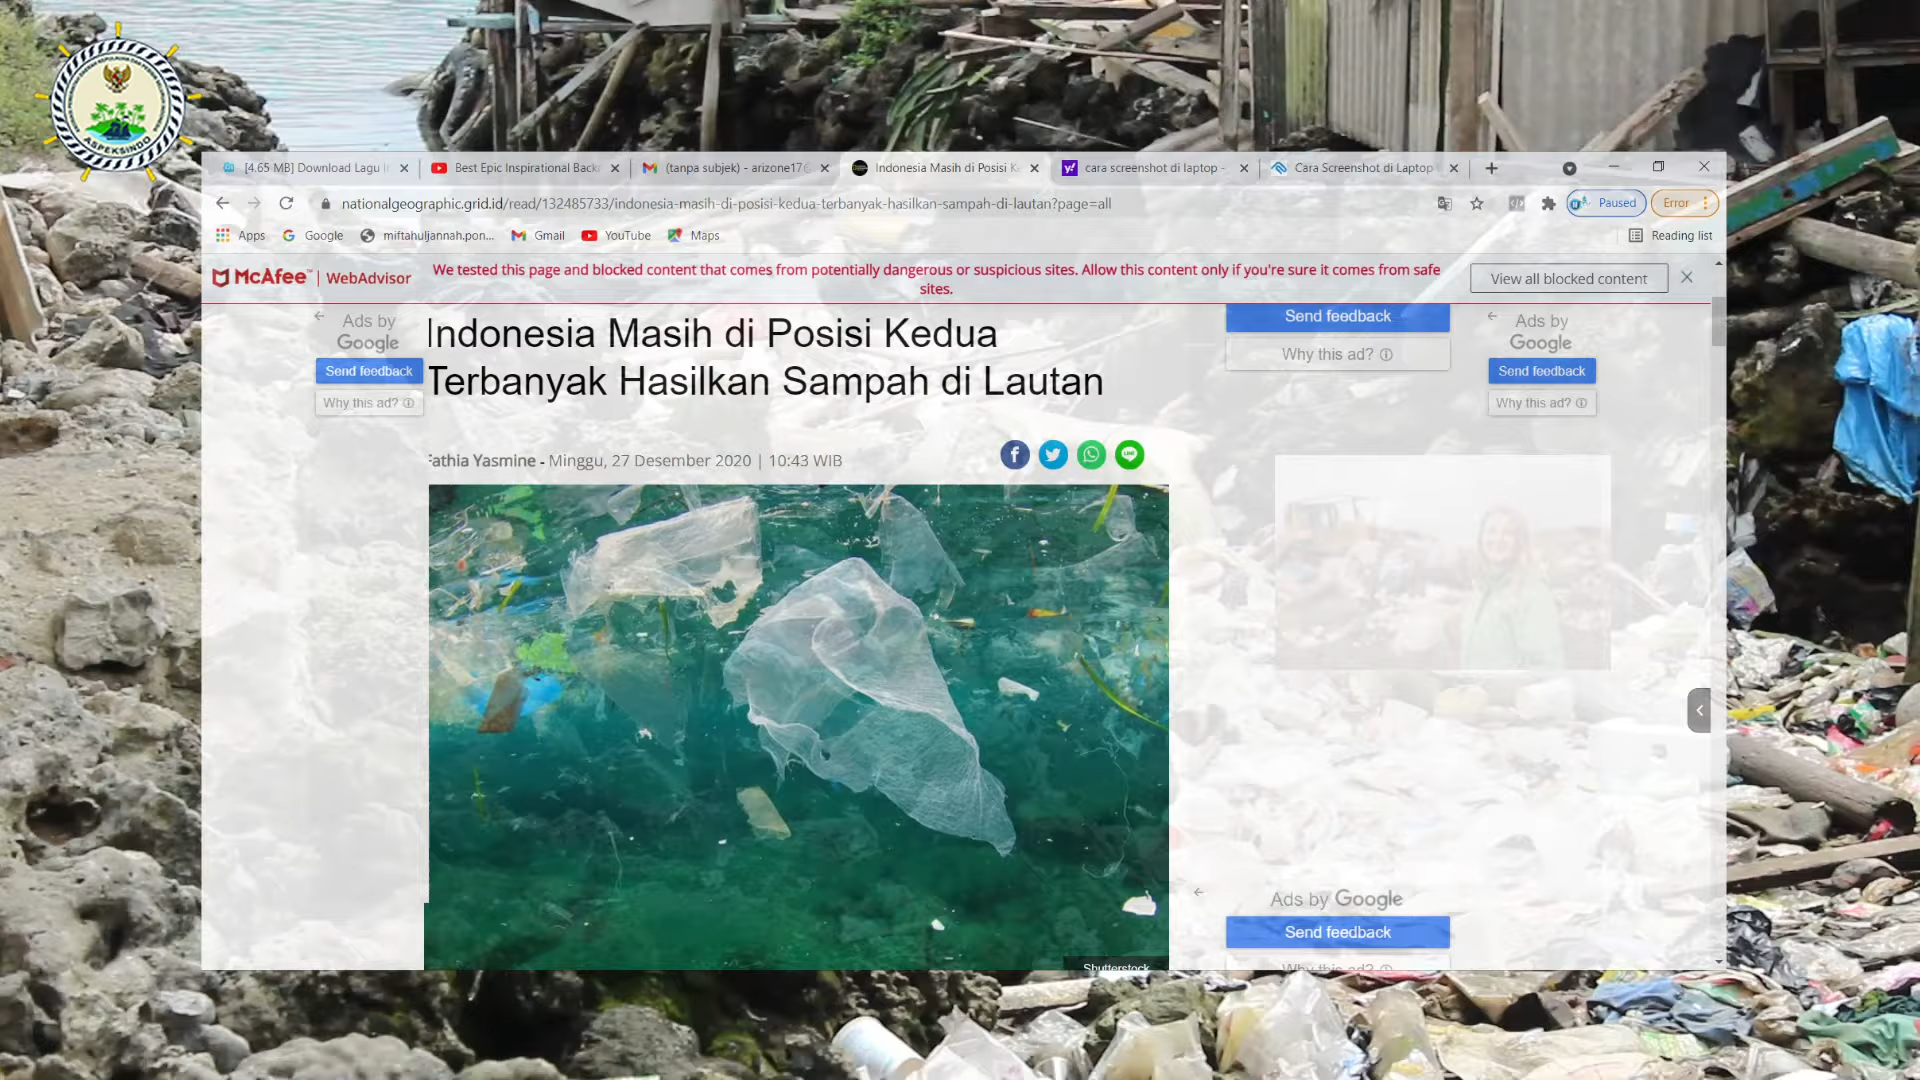 ASPEKSINDO
[4.65 MB] Download Lagu
Best Epic Inspirational Back
(tanpa subjek) - arizone17
Indonesia Masih di Posisi K
cara screenshot di laptop -
Cara Screenshot di Laptop
nationalgeographic.grid.id/read/132485733/indonesia-masih-di-posisi-kedua-terbanyak-hasilkan-sampah-di-lautan?page=all
Paused
Error
Apps
Google
miftahuljannah.pon...
Gmail
YouTube
Maps
Reading list
McAfee | WebAdvisor
We tested this page and blocked content that comes from potentially dangerous or suspicious sites. Allow this content only if you're sure it comes from safe
sites.
View all blocked content
Ads by
Google
Send feedback
Why this ad?
Indonesia Masih di Posisi Kedua
Terbanyak Hasilkan Sampah di Lautan
Fathia Yasmine - Minggu, 27 Desember 2020 | 10:43 WIB
Send feedback
Why this ad?
Ads by
Google
Send feedback
Why this ad?
Shutterstock
Ads by Google
Send feedback
Why this ad?